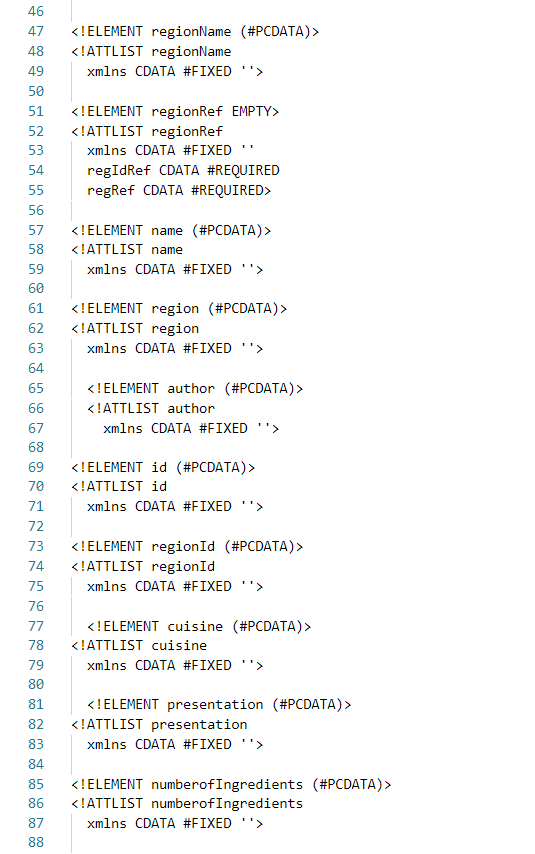 46
47 <!ELEMENT regionName (#PCDATA)>
48 <!ATTLIST regionName
49 xmlns CDATA #FIXED ''>
50
51 <!ELEMENT regionRef EMPTY>
52 <!ATTLIST regionRef
53 xmlns CDATA #FIXED ''
54 regIdRef CDATA #REQUIRED
55 regRef CDATA #REQUIRED>
56
57 <!ELEMENT name (#PCDATA)>
58 <!ATTLIST name
59 xmlns CDATA #FIXED ''>
60
61 <!ELEMENT region (#PCDATA)>
62 <!ATTLIST region
63 xmlns CDATA #FIXED ''>
64
65 <!ELEMENT author (#PCDATA)>
66 <!ATTLIST author
67 xmlns CDATA #FIXED ''>
68
69 <!ELEMENT id (#PCDATA)>
70 <!ATTLIST id
71 xmlns CDATA #FIXED ''>
72
73 <!ELEMENT regionId (#PCDATA)>
74 <!ATTLIST regionId
75 xmlns CDATA #FIXED ''>
76
77 <!ELEMENT cuisine (#PCDATA)>
78 <!ATTLIST cuisine
79 xmlns CDATA #FIXED ''>
80
81 <!ELEMENT presentation (#PCDATA)>
82 <!ATTLIST presentation
83 xmlns CDATA #FIXED ''>
84
85 <!ELEMENT numberofIngredients (#PCDATA)>
86 <!ATTLIST numberofIngredients
87 xmlns CDATA #FIXED ''>
88